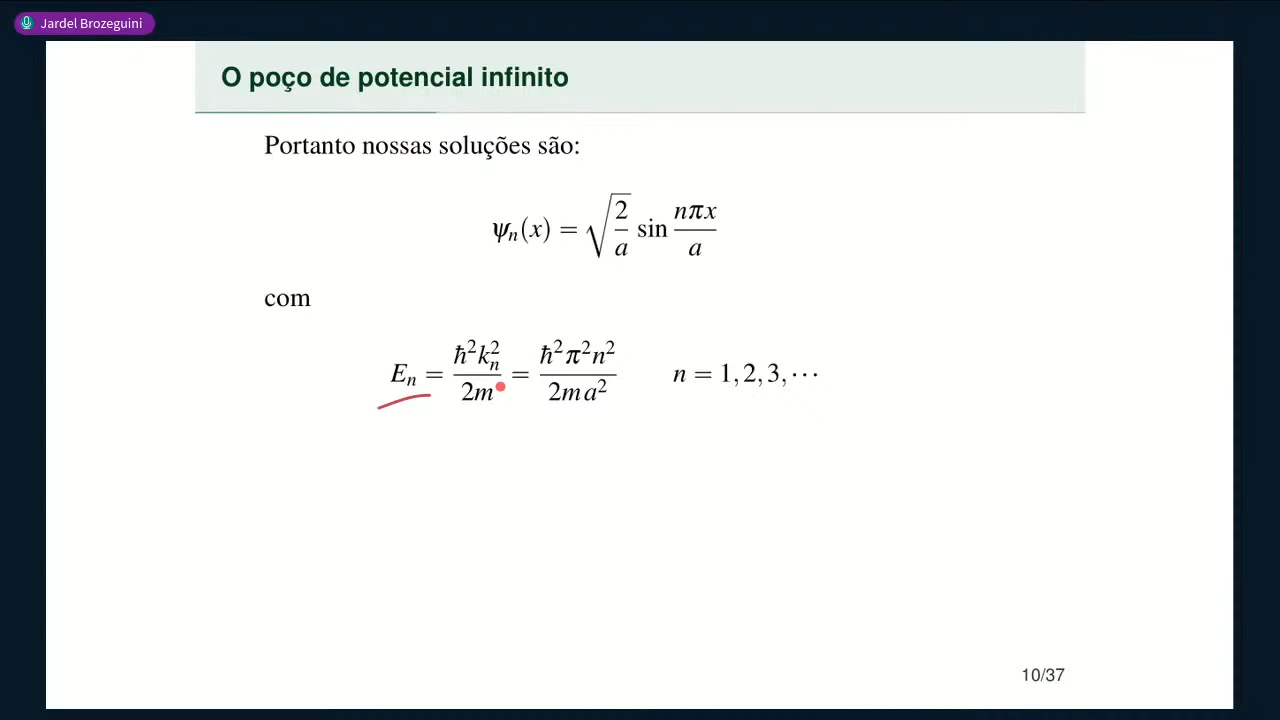 Jardel Brozeguini
O poço de potencial infinito
Portanto nossas soluções são:
ψₙ(x) = √(2/a) sin nπx/a
com
Eₙ = ħ²kₙ²/2m = ħ²π²n²/2ma² n = 1,2,3,⋯
10/37